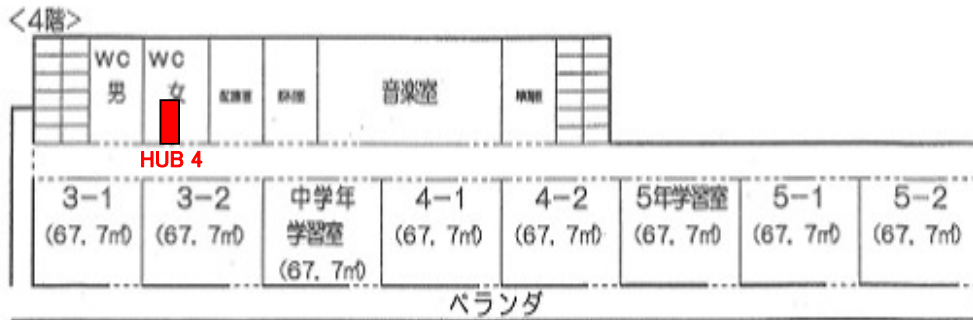 <4階>
WC
男
WC
女
音楽室
HUB 4
3-1
(67, 7㎡)
3-2
(67, 7㎡)
中学年
学習室
(67, 7㎡)
4-1
(67, 7㎡)
4-2
(67, 7㎡)
5年学習室
(67, 7㎡)
5-1
(67, 7㎡)
5-2
(67, 7㎡)
ベランダ